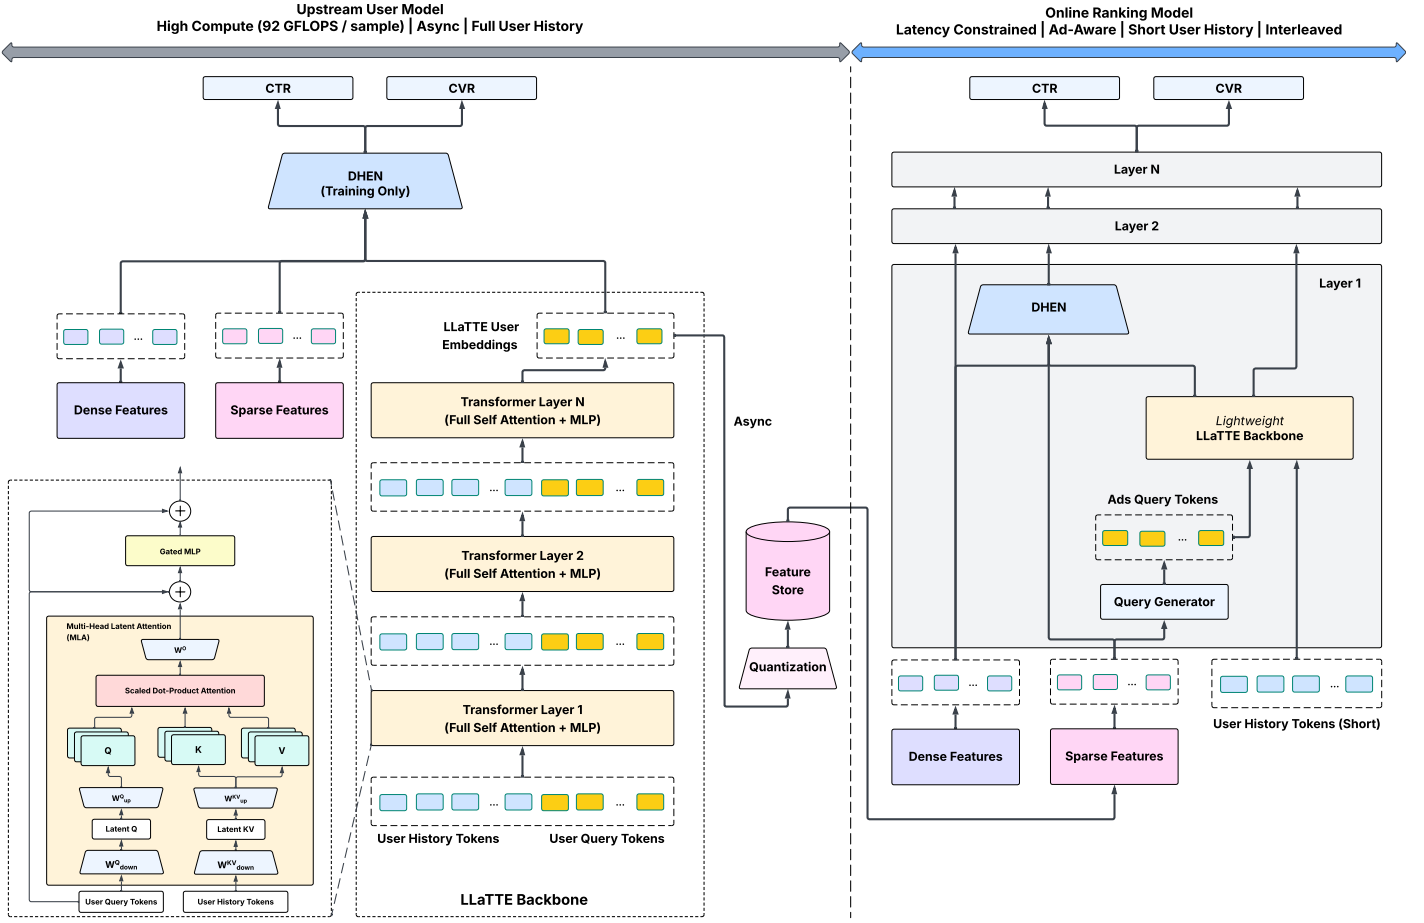 Upstream User Model
High Compute (92 GFLOPS / sample) | Async | Full User History
CTR
CVR
DHEN
(Training Only)
LLaTTE User
Embeddings
...
...
...
Dense Features
Sparse Features
Transformer Layer N
(Full Self Attention + MLP)
Async
...
...
Transformer Layer 2
(Full Self Attention + MLP)
...
...
Transformer Layer 1
(Full Self Attention + MLP)
...
...
User History Tokens
User Query Tokens
LLaTTE Backbone
Gated MLP
Multi-Head Latent Attention
(MLA)
W^O
Scaled Dot-Product Attention
Q
K
V
W^Q_up
W^KV_up
Latent Q
Latent KV
W^Q_down
W^KV_down
User Query Tokens
User History Tokens
Feature
Store
Quantization
Online Ranking Model
Latency Constrained | Ad-Aware | Short User History | Interleaved
CTR
CVR
Layer N
Layer 2
Layer 1
DHEN
Lightweight
LLaTTE Backbone
Ads Query Tokens
...
Query Generator
...
...
...
User History Tokens (Short)
Dense Features
Sparse Features